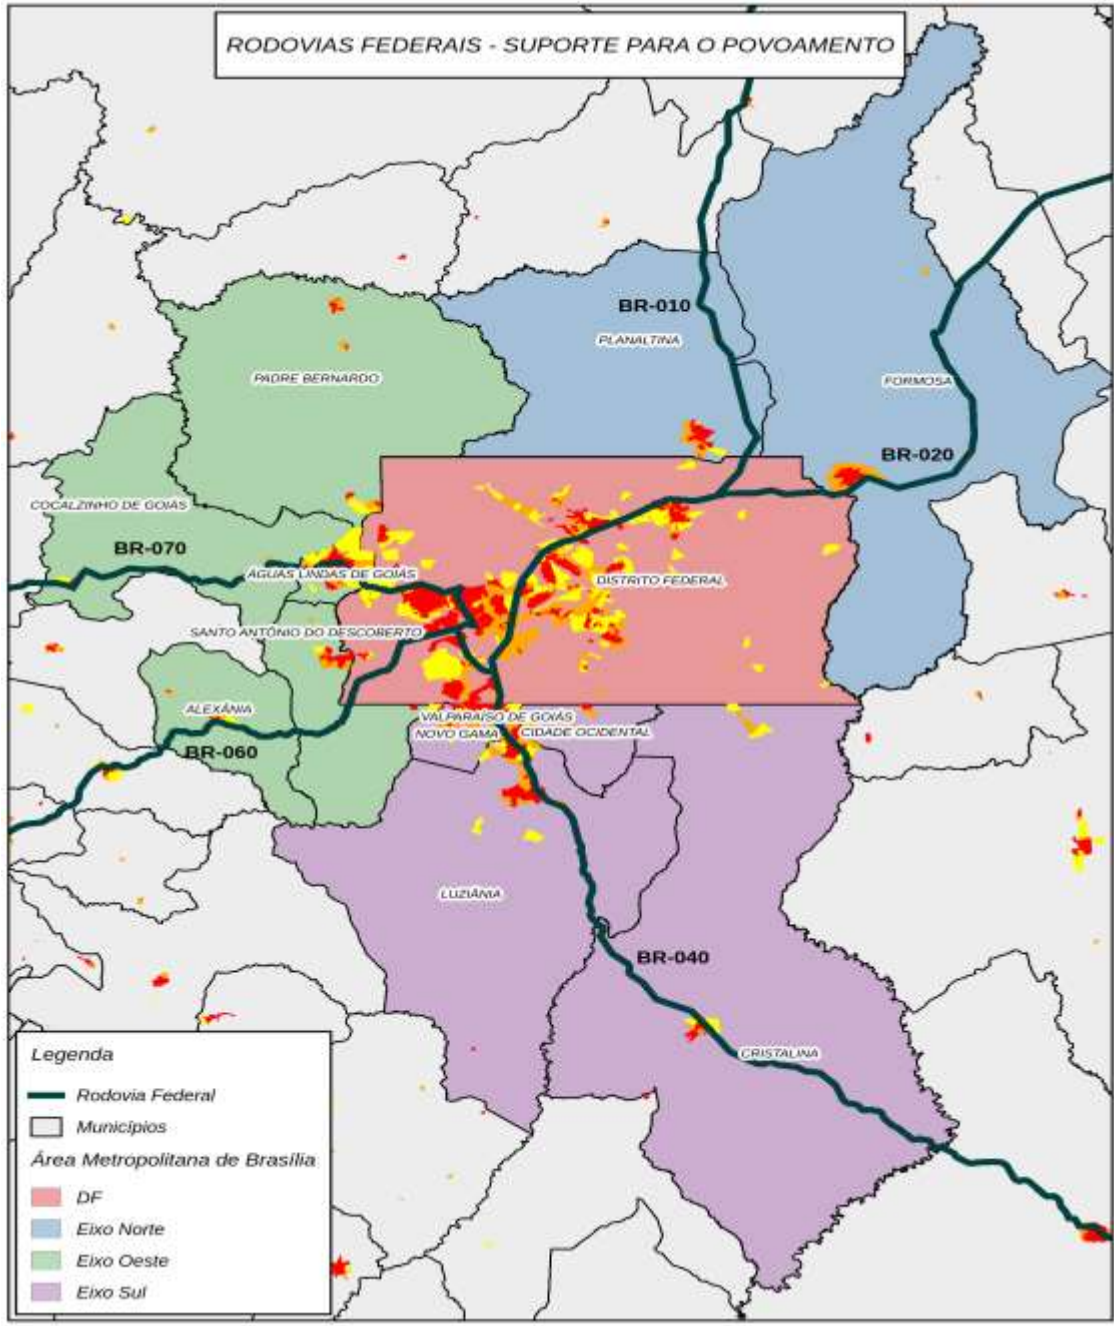 RODOVIAS FEDERAIS - SUPORTE PARA O POVOAMENTO
BR-010
PLANALTINA
PADRE BERNARDO
FORMOSA
BR-020
COCALZINHO DE GOIÁS
BR-070
ÁGUAS LINDAS DE GOIÁS
DISTRITO FEDERAL
SANTO ANTÔNIO DO DESCOBERTO
ALEXÂNIA
VALPARAÍSO DE GOIÁS
NOVO GAMA
CIDADE OCIDENTAL
BR-060
LUZIÂNIA
BR-040
CRISTALINA
Legenda
Rodovia Federal
Municípios
Área Metropolitana de Brasília
DF
Eixo Norte
Eixo Oeste
Eixo Sul